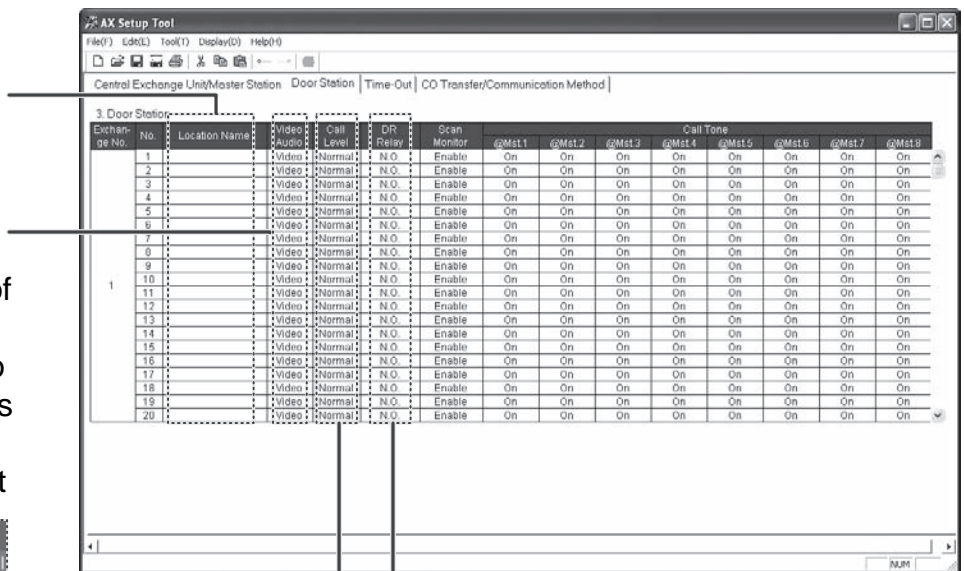 AX Setup Tool
File(F) Edit(E) Tool(T) Display(D) Help(H)
Central Exchange Unit/Master Station Door Station Time-Out CO Transfer/Communication Method
3. Door Station
Exchan- No. Location Name Video Call DR Scan Call Tone
ge No. Audio Level Relay Monitor @Mst.1 @Mst.2 @Mst.3 @Mst.4 @Mst.5 @Mst.6 @Mst.7 @Mst.8
1 Video Normal N.O. Enable On On On On On On On On
2 Video Normal N.O. Enable On On On On On On On On
3 Video Normal N.O. Enable On On On On On On On On
4 Video Normal N.O. Enable On On On On On On On On
5 Video Normal N.O. Enable On On On On On On On On
6 Video Normal N.O. Enable On On On On On On On On
7 Video Normal N.O. Enable On On On On On On On On
8 Video Normal N.O. Enable On On On On On On On On
9 Video Normal N.O. Enable On On On On On On On On
of
1 10 Video Normal N.O. Enable On On On On On On On On
11 Video Normal N.O. Enable On On On On On On On On
12 Video Normal N.O. Enable On On On On On On On On
13 Video Normal N.O. Enable On On On On On On On On
14 Video Normal N.O. Enable On On On On On On On On
15 Video Normal N.O. Enable On On On On On On On On
16 Video Normal N.O. Enable On On On On On On On On
17 Video Normal N.O. Enable On On On On On On On On
18 Video Normal N.O. Enable On On On On On On On On
19 Video Normal N.O. Enable On On On On On On On On
s
20 Video Normal N.O. Enable On On On On On On On On
t
NUM